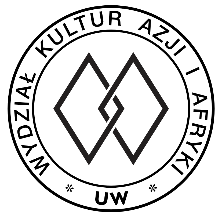 WYDZIAŁ KULTUR AZJI I AFRYKI
* UW *